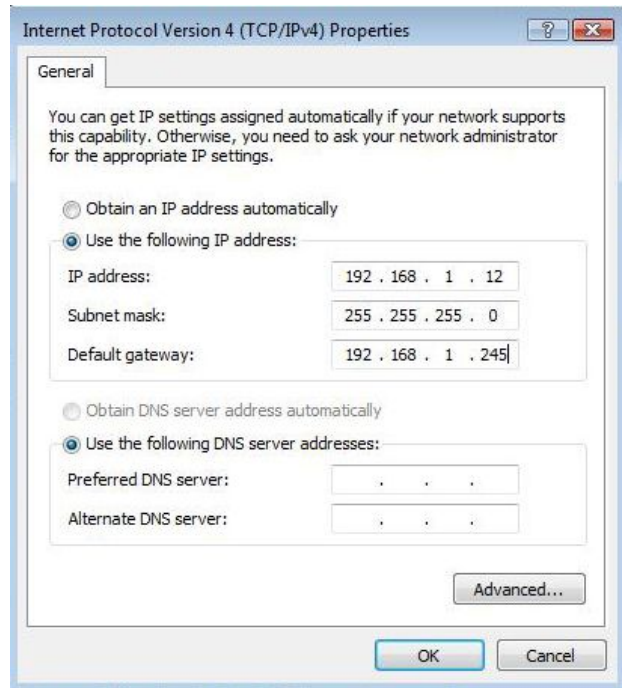 Internet Protocol Version 4 (TCP/IPv4) Properties
General
You can get IP settings assigned automatically if your network supports
this capability. Otherwise, you need to ask your network administrator
for the appropriate IP settings.
Obtain an IP address automatically
Use the following IP address:
IP address: 192 . 168 . 1 . 12
Subnet mask: 255 . 255 . 255 . 0
Default gateway: 192 . 168 . 1 . 245
Obtain DNS server address automatically
Use the following DNS server addresses:
Preferred DNS server: . . .
Alternate DNS server: . . .
Advanced...
OK Cancel